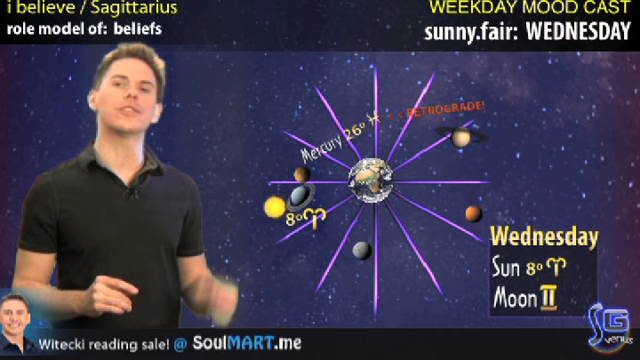 i believe / Sagittarius
role model of: beliefs
WEEKDAY MOOD CAST
sunny.fair: WEDNESDAY
Mercury 26° ♓ << RETROGRADE!
8° ♈
Wednesday
Sun 8° ♈
Moon ♊
SG
venus
Witecki reading sale! @ SoulMART.me